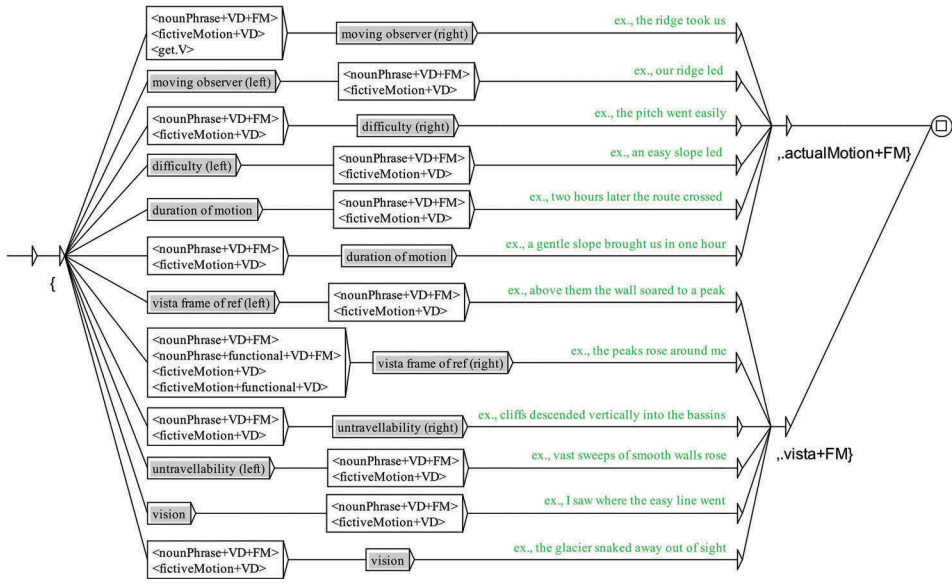 <nounPhrase+VD+FM>
<fictiveMotion+VD>
<get.V>
moving observer (right)
ex., the ridge took us
moving observer (left)
<nounPhrase+VD+FM>
<fictiveMotion+VD>
ex., our ridge led
<nounPhrase+VD+FM>
<fictiveMotion+VD>
difficulty (right)
ex., the pitch went easily
,.actualMotion+FM}
difficulty (left)
<nounPhrase+VD+FM>
<fictiveMotion+VD>
ex., an easy slope led
duration of motion
<nounPhrase+VD+FM>
<fictiveMotion+VD>
ex., two hours later the route crossed
<nounPhrase+VD+FM>
<fictiveMotion+VD>
duration of motion
ex., a gentle slope brought us in one hour
{
vista frame of ref (left)
<nounPhrase+VD+FM>
<fictiveMotion+VD>
ex., above them the wall soared to a peak
<nounPhrase+VD+FM>
<nounPhrase+functional+VD+FM>
<fictiveMotion+VD>
<fictiveMotion+functional+VD>
vista frame of ref (right)
ex., the peaks rose around me
<nounPhrase+VD+FM>
<fictiveMotion+VD>
untravellability (right)
ex., cliffs descended vertically into the bassins
,.vista+FM}
untravellability (left)
<nounPhrase+VD+FM>
<fictiveMotion+VD>
ex., vast sweeps of smooth walls rose
vision
<nounPhrase+VD+FM>
<fictiveMotion+VD>
ex., I saw where the easy line went
<nounPhrase+VD+FM>
<fictiveMotion+VD>
vision
ex., the glacier snaked away out of sight